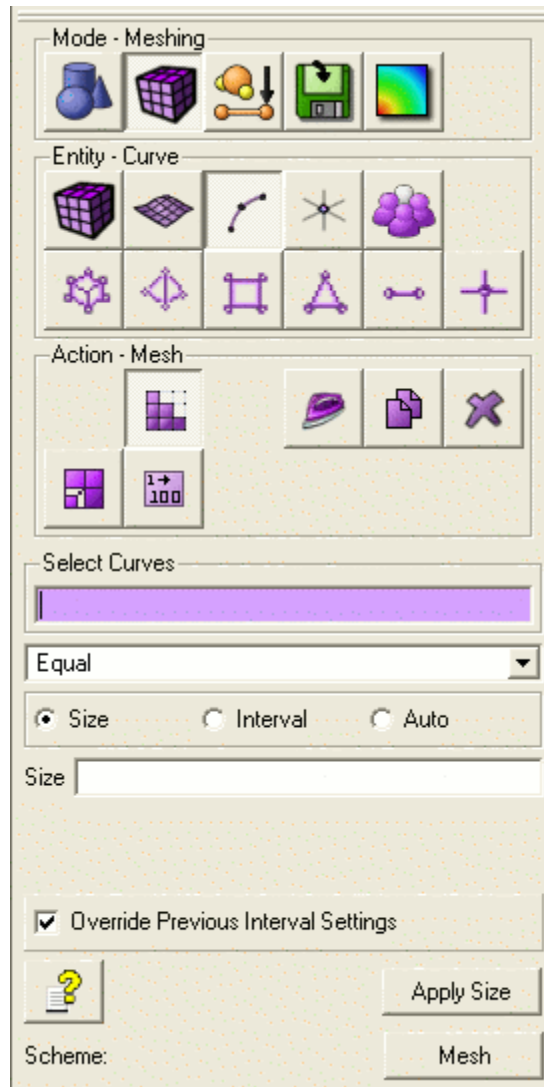 Mode - Meshing
Entity - Curve
Action - Mesh
1→
100
Select Curves
Equal
Size Interval Auto
Size
Override Previous Interval Settings
Apply Size
Scheme: Mesh